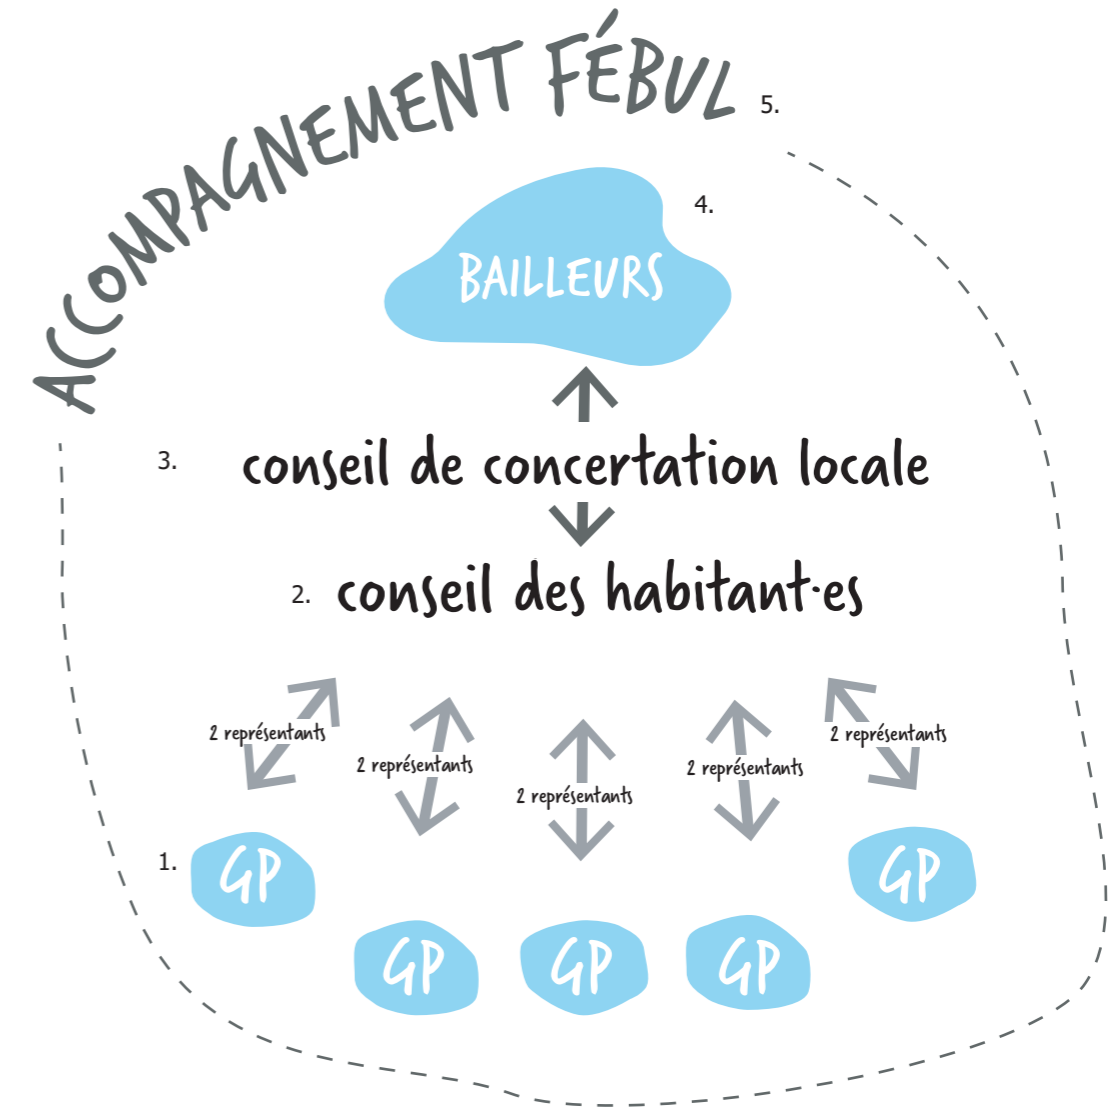 ACCOMPAGNEMENT FÉBUL
5.
4.
BAILLEURS
3.
conseil de concertation locale
2.
conseil des habitant·es
2 représentants
2 représentants
2 représentants
2 représentants
2 représentants
1.
GP
GP
GP
GP
GP